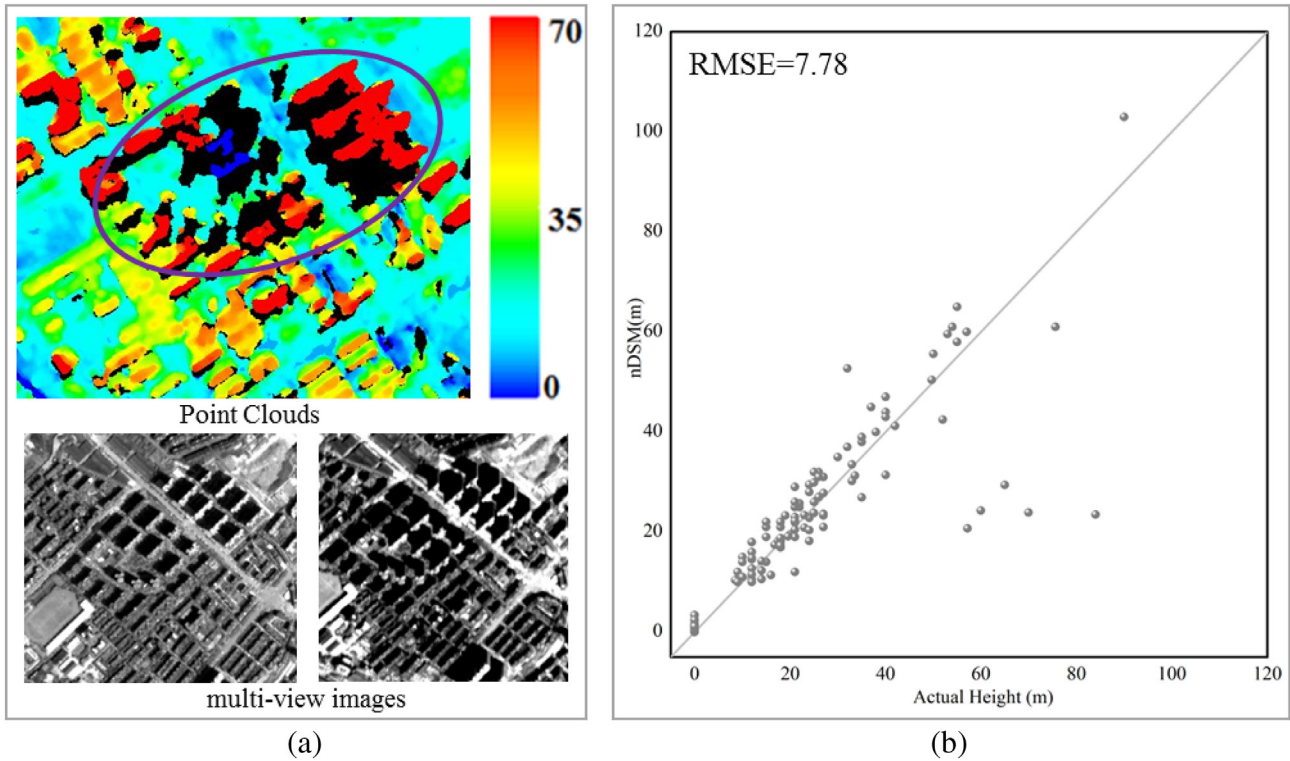 70
35
0
Point Clouds
multi-view images
(a)
RMSE=7.78
nDSM(m)
120
100
80
60
40
20
0
0 20 40 60 80 100 120
Actual Height (m)
(b)